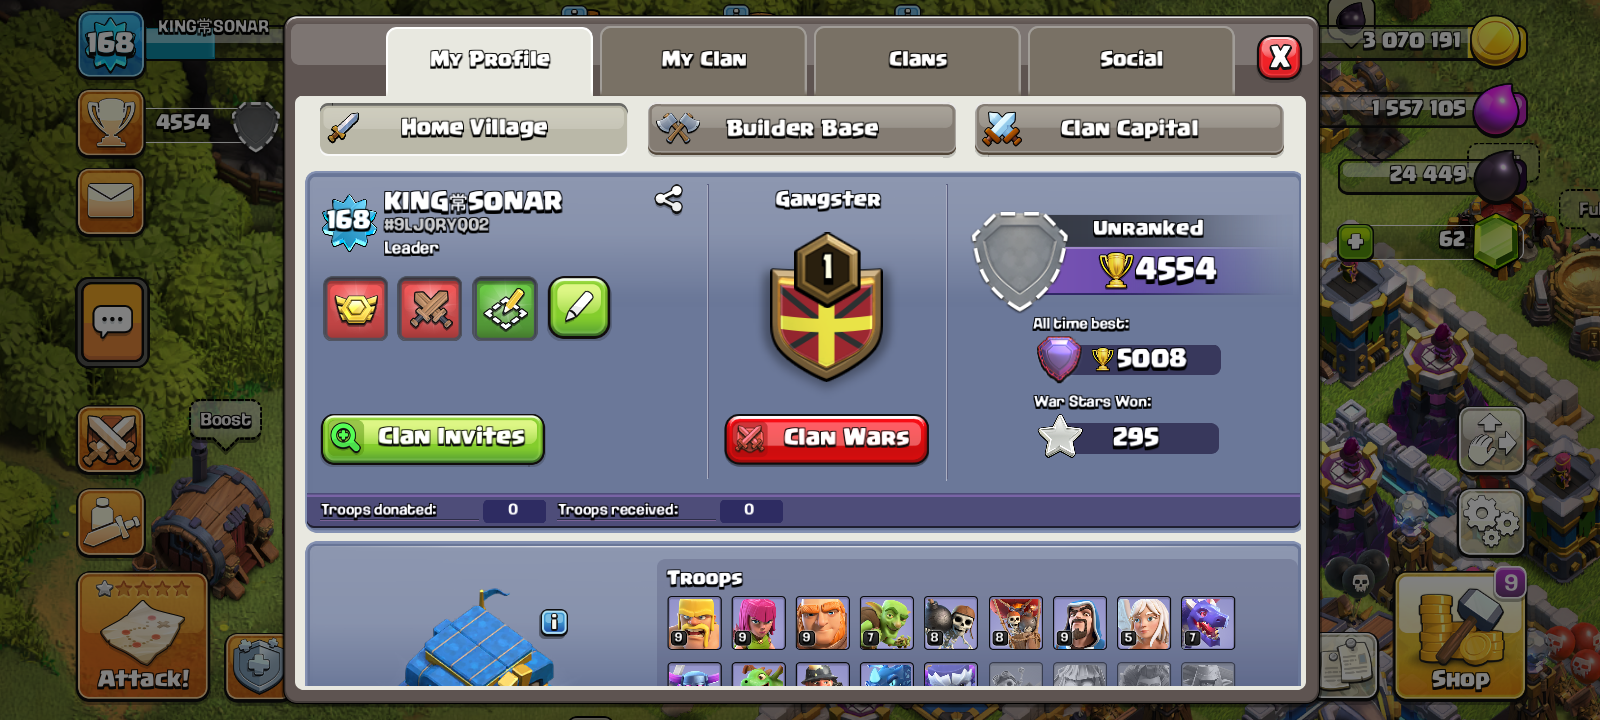 168
KING常SONAR
My Profile
My Clan
Clans
Social
X
3 070 191
4554
Home Village
Builder Base
Clan Capital
1 557 105
168
KING常SONAR
#9LJQRYQ02
Leader
Gangster
1
Unranked
4554
24 449
Fu
62
All time best:
5008
War Stars Won:
295
Boost
Clan Invites
Clan Wars
Troops donated: 0
Troops received: 0
Troops
i
9 9 9 7 8 8 9 5 7
Attack!
9
Shop